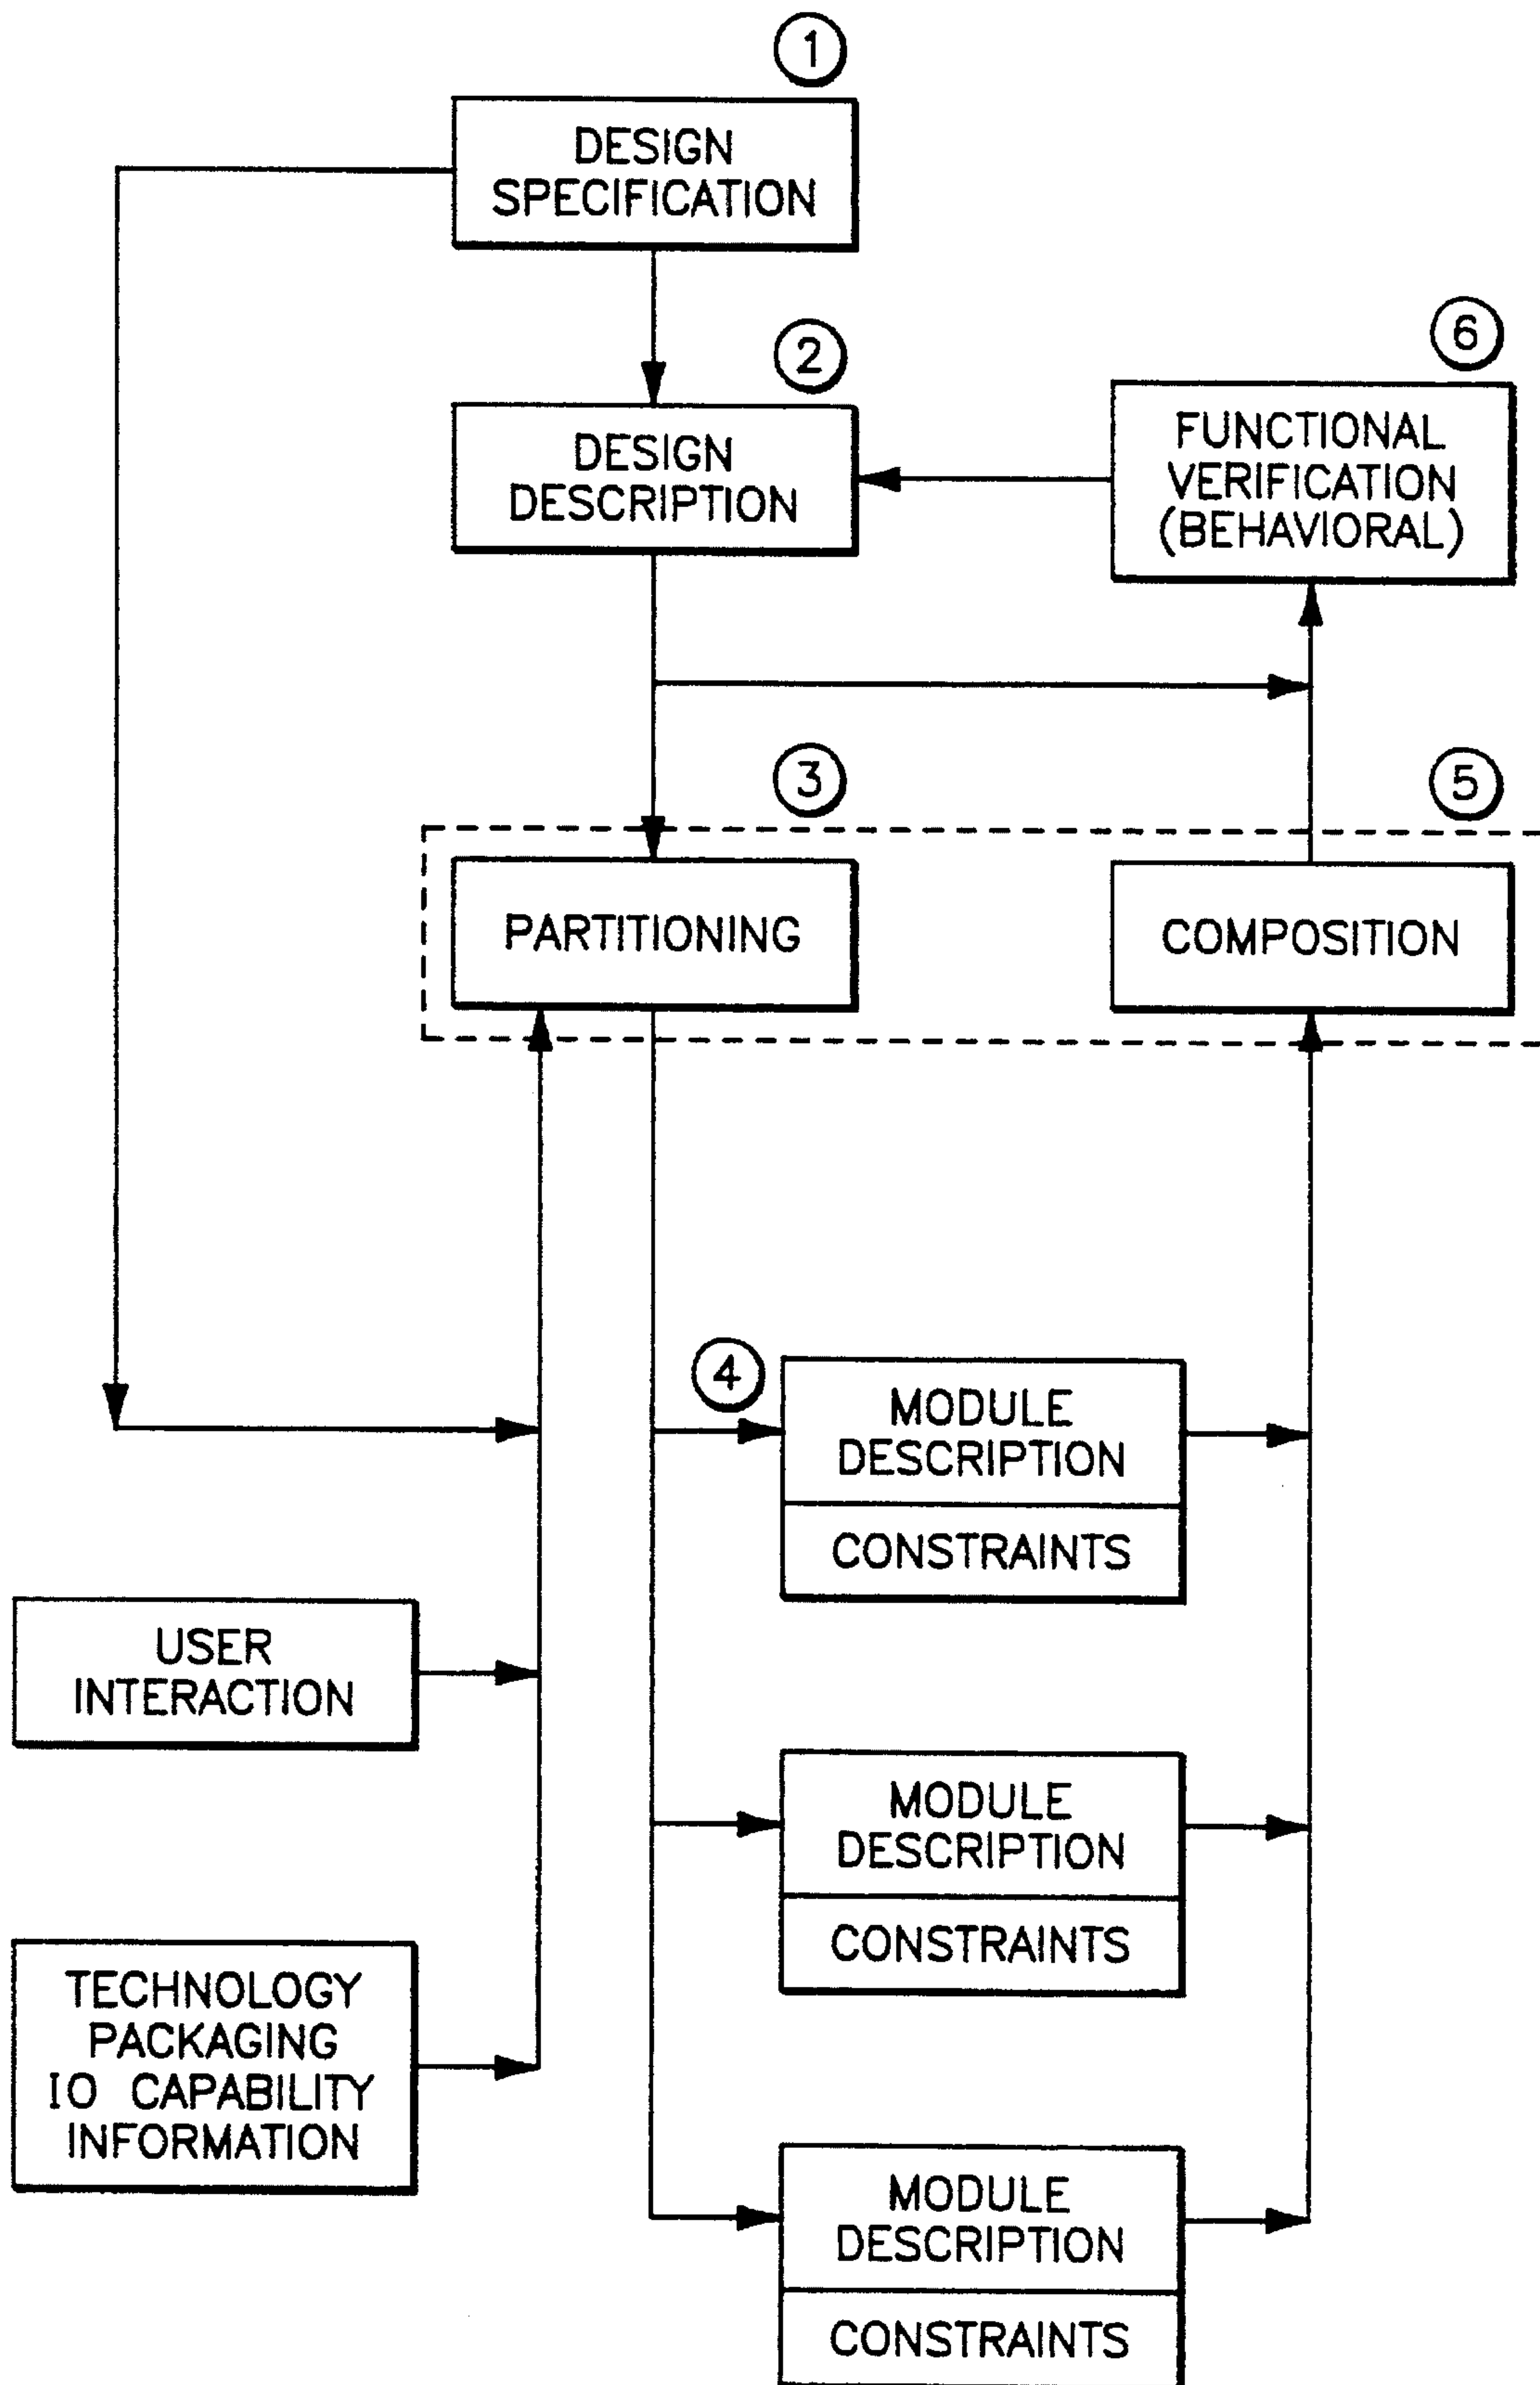 1
DESIGN
SPECIFICATION
2
DESIGN
DESCRIPTION
6
FUNCTIONAL
VERIFICATION
(BEHAVIORAL)
3
PARTITIONING
5
COMPOSITION
4
MODULE
DESCRIPTION
CONSTRAINTS
USER
INTERACTION
MODULE
DESCRIPTION
CONSTRAINTS
TECHNOLOGY
PACKAGING
IO CAPABILITY
INFORMATION
MODULE
DESCRIPTION
CONSTRAINTS